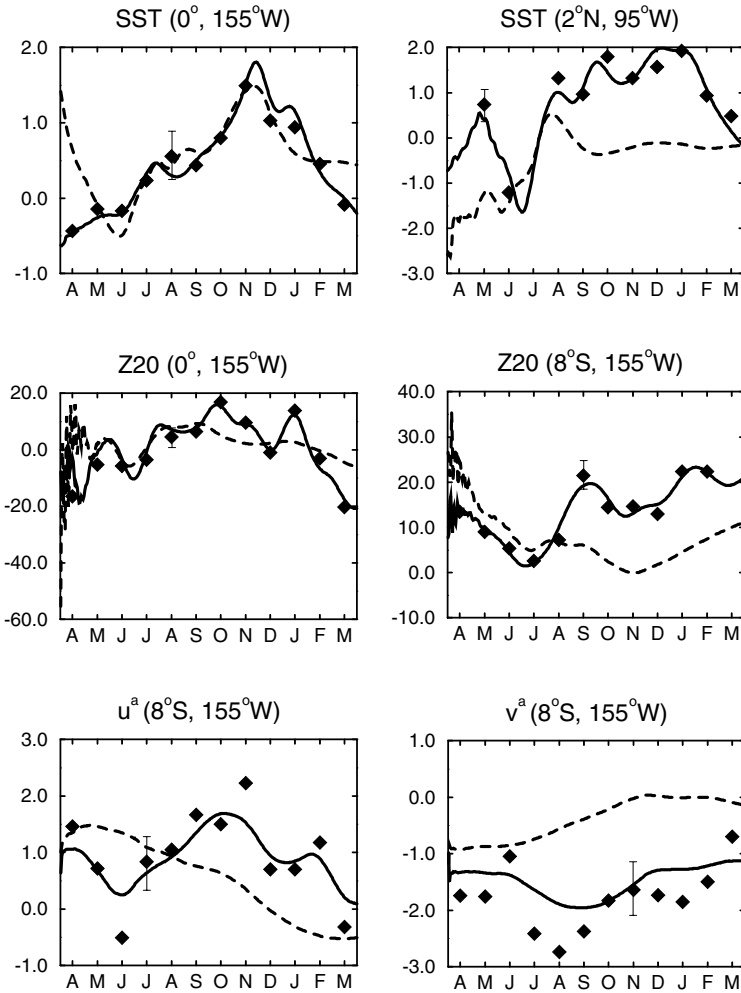 SST (0°, 155°W)
2.0
1.0
0.0
-1.0
A M J J A S O N D J F M
SST (2°N, 95°W)
2.0
1.0
0.0
-1.0
-2.0
-3.0
A M J J A S O N D J F M
Z20 (0°, 155°W)
20.0
0.0
-20.0
-40.0
-60.0
A M J J A S O N D J F M
Z20 (8°S, 155°W)
40.0
30.0
20.0
10.0
0.0
-10.0
A M J J A S O N D J F M
uᵃ (8°S, 155°W)
3.0
2.0
1.0
0.0
-1.0
A M J J A S O N D J F M
vᵃ (8°S, 155°W)
1.0
0.0
-1.0
-2.0
-3.0
A M J J A S O N D J F M